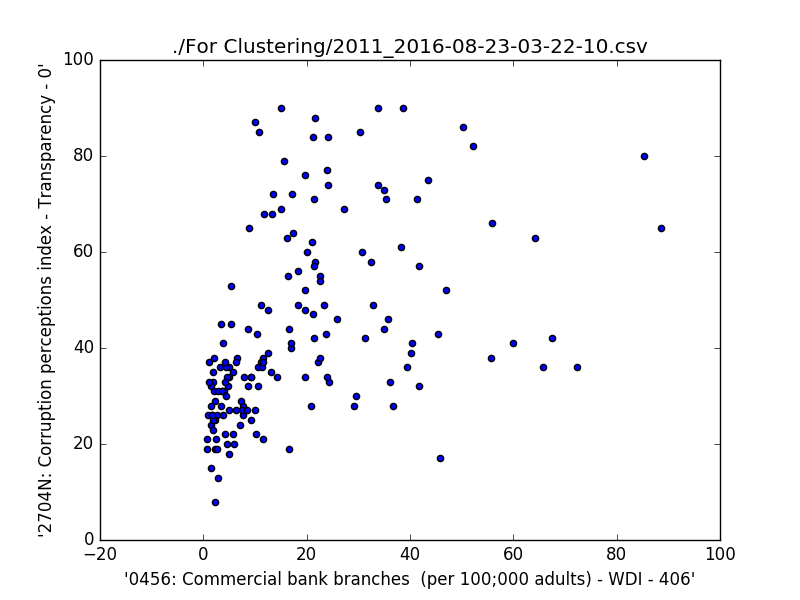 ./For Clustering/2011_2016-08-23-03-22-10.csv
100
80
60
40
20
0
'2704N: Corruption perceptions index - Transparency - 0'
−20 0 20 40 60 80 100
'0456: Commercial bank branches  (per 100;000 adults) - WDI - 406'